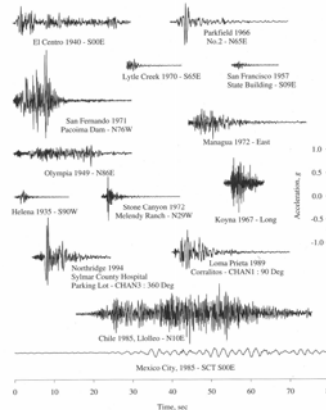 El Centro 1940 - S00E
Parkfield 1966
No.2 - N65E
Lytle Creek 1970 - S65E
San Francisco 1957
State Building - S09E
San Fernando 1971
Pacoima Dam - N76W
Managua 1972 - East
Olympia 1949 - N86E
1.0
0.5
0.0
-0.5
-1.0
Acceleration, g
Helena 1935 - S90W
Stone Canyon 1972
Melendy Ranch - N29W
Koyna 1967 - Long
Northridge 1994
Sylmar County Hospital
Parking Lot - CHAN3 : 360 Deg
Loma Prieta 1989
Corralitos - CHAN1 : 90 Deg
Chile 1985, Llolleo - N10E
Mexico City, 1985 - SCT S00E
0 10 20 30 40 50 60 70
Time, sec